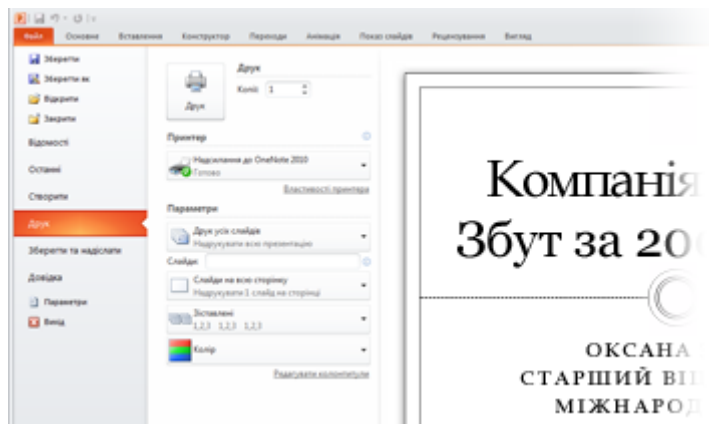 Файл Основне Вставлення Конструктор Переходи Анімація Показ слайдів Рецензування Вигляд
Зберегти
Зберегти як
Відкрити
Закрити
Відомості
Останні
Створити
Друк
Зберегти та надіслати
Довідка
Параметри
Вихід
Друк
Друк
Копії: 1
Принтер
Надсилання до OneNote 2010
Готово
Властивості принтера
Параметри
Друк усіх слайдів
Надрукувати всю презентацію
Слайди:
Слайди на всю сторінку
Надрукувати 1 слайд на сторінці
Зіставлені
1,2,3 1,2,3 1,2,3
Колір
Редагувати колонтитули
Компанія
Збут за 20
ОКСАНА
СТАРШИЙ ВІЦ
МІЖНАРОД